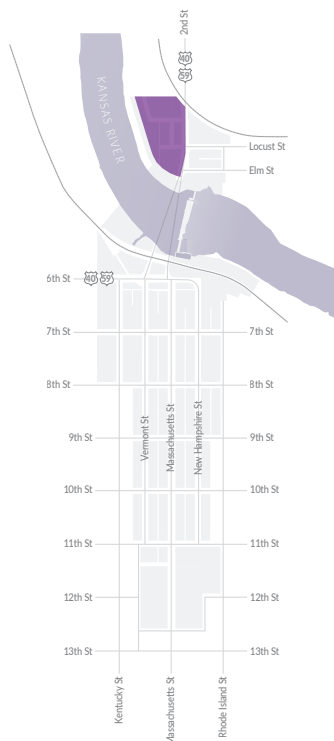 2nd St
40
59
KANSAS RIVER
Locust St
Elm St
6th St
40 59
7th St
7th St
8th St
8th St
Vermont St
Massachusetts St
New Hampshire St
9th St
9th St
10th St
10th St
11th St
11th St
12th St
12th St
13th St
13th St
Kentucky St
Massachusetts St
Rhode Island St